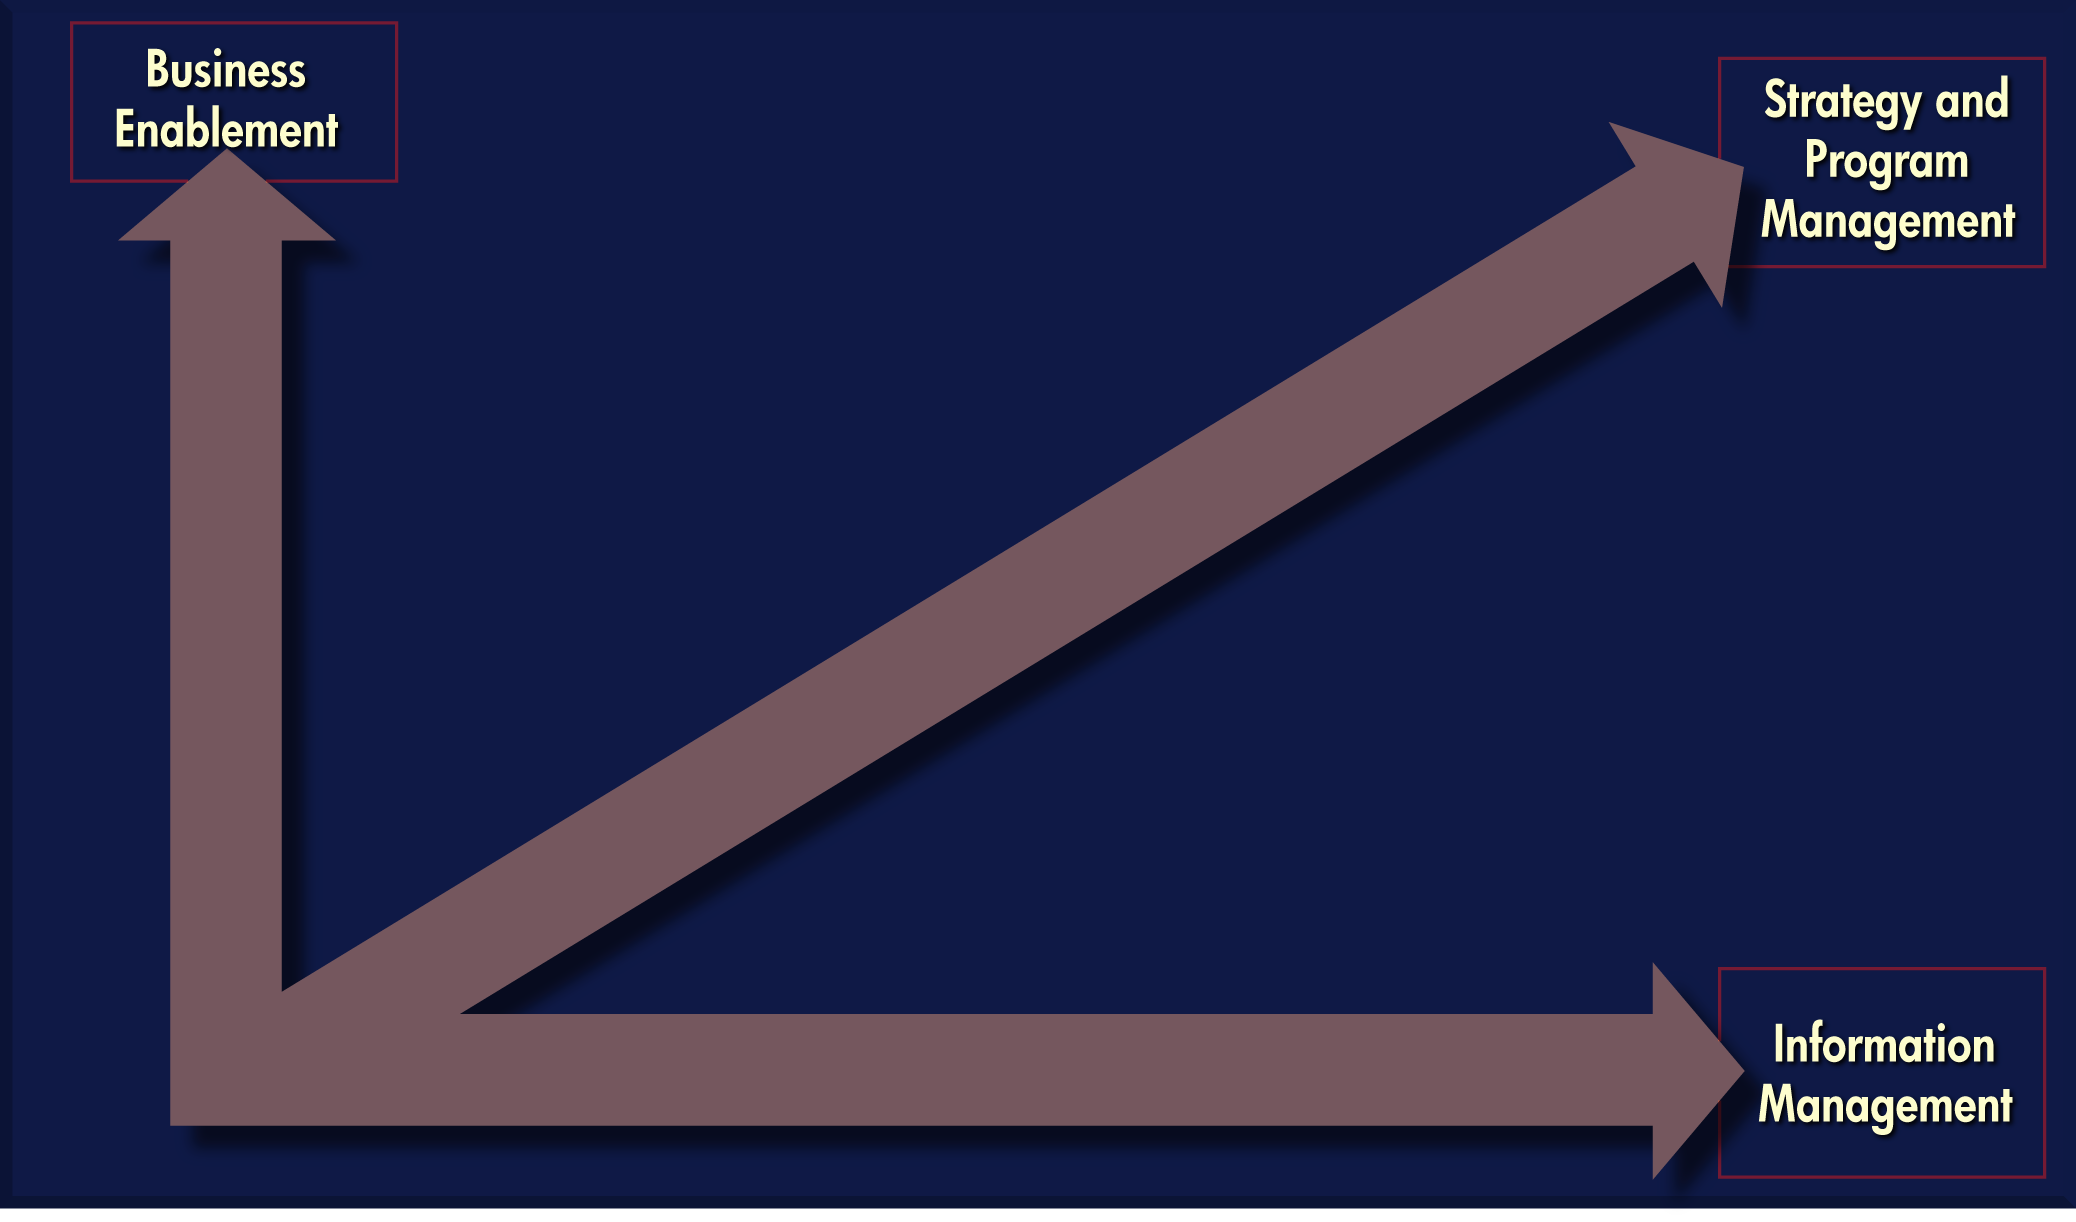 Business
Enablement
Strategy and
Program
Management
Information
Management